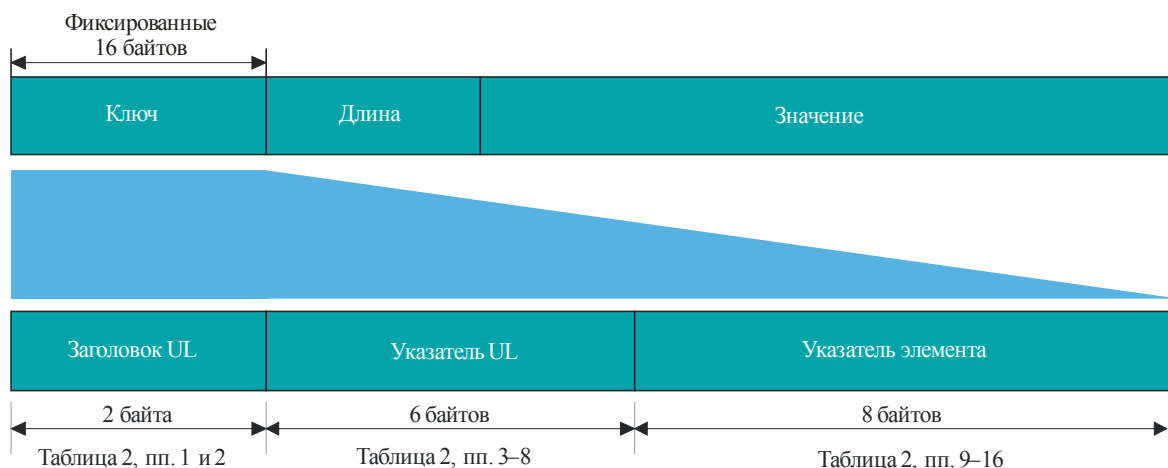 Фиксированные
16 байтов
Ключ
Длина
Значение
Заголовок UL
Указатель UL
Указатель элемента
2 байта
6 байтов
8 байтов
Таблица 2, пп. 1 и 2
Таблица 2, пп. 3–8
Таблица 2, пп. 9–16